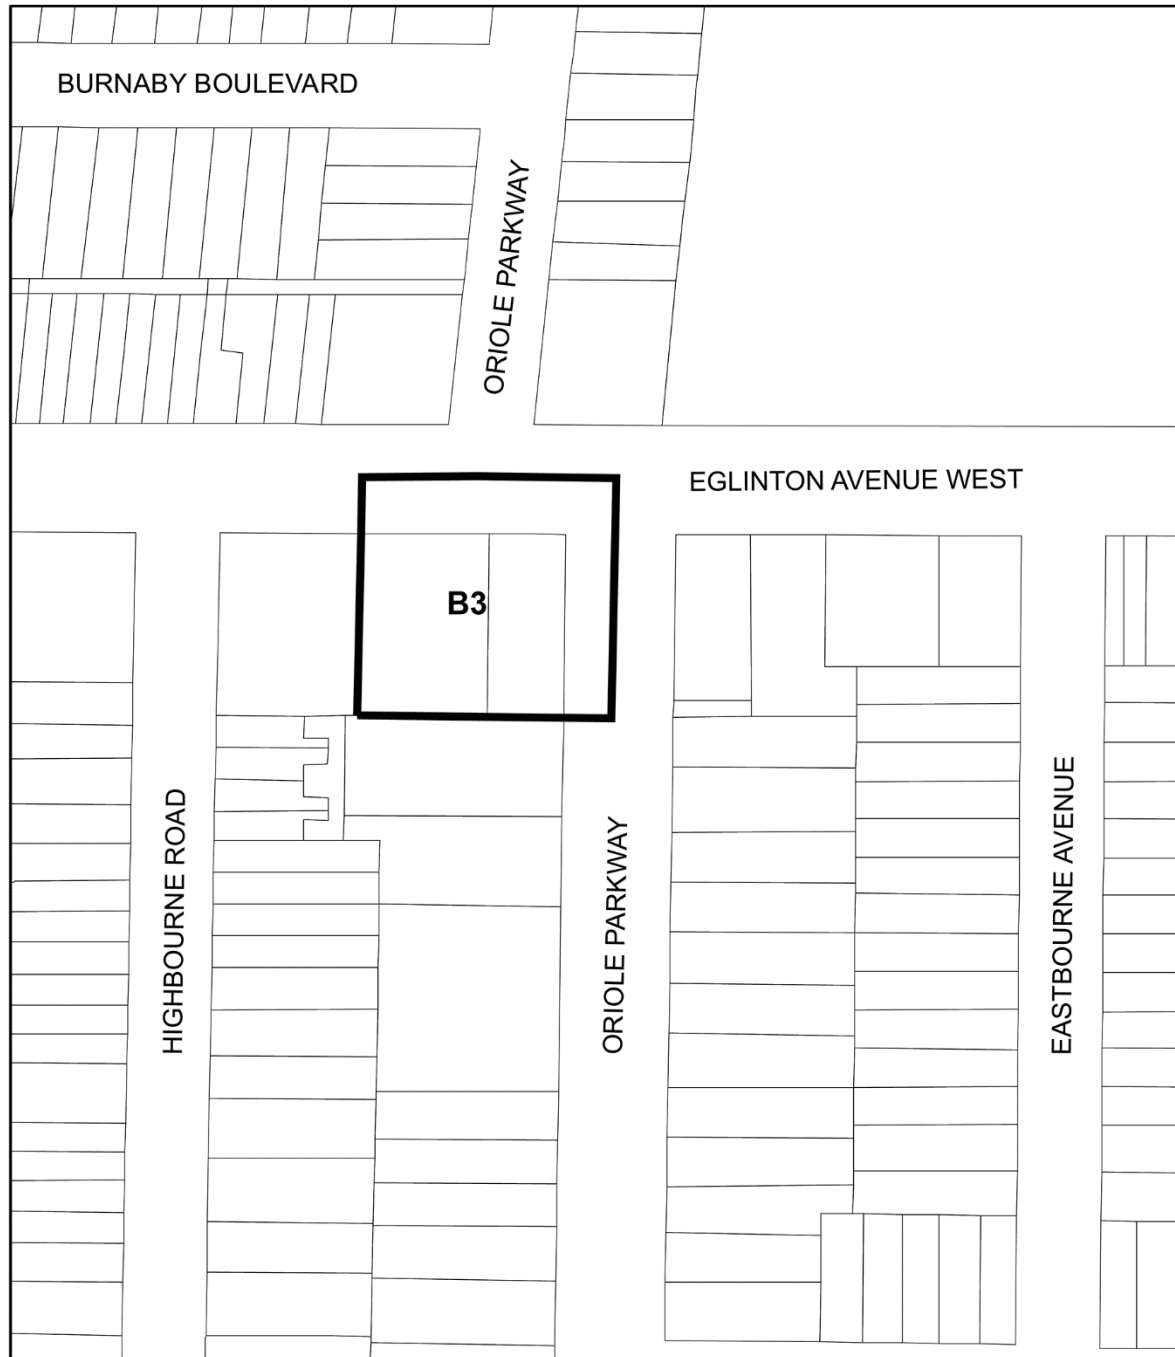 BURNABY BOULEVARD
ORIOLE PARKWAY
EGLINTON AVENUE WEST
B3
HIGHBOURNE ROAD
ORIOLE PARKWAY
EASTBOURNE AVENUE